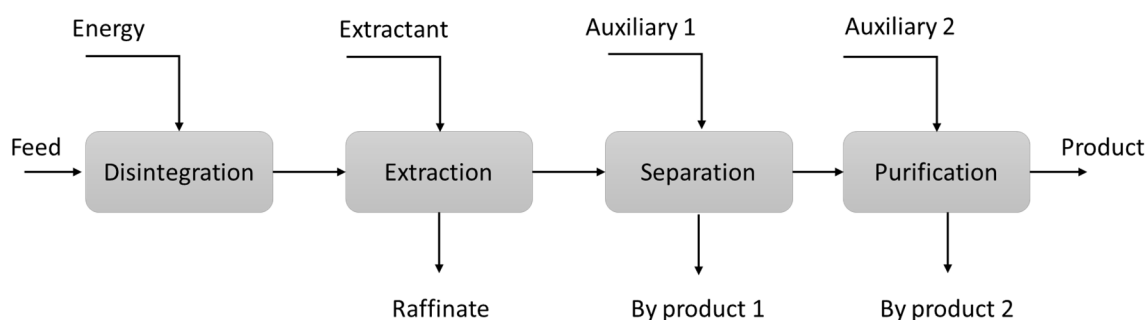 Energy
Extractant
Auxiliary 1
Auxiliary 2
Feed
Disintegration
Extraction
Separation
Purification
Product
Raffinate
By product 1
By product 2